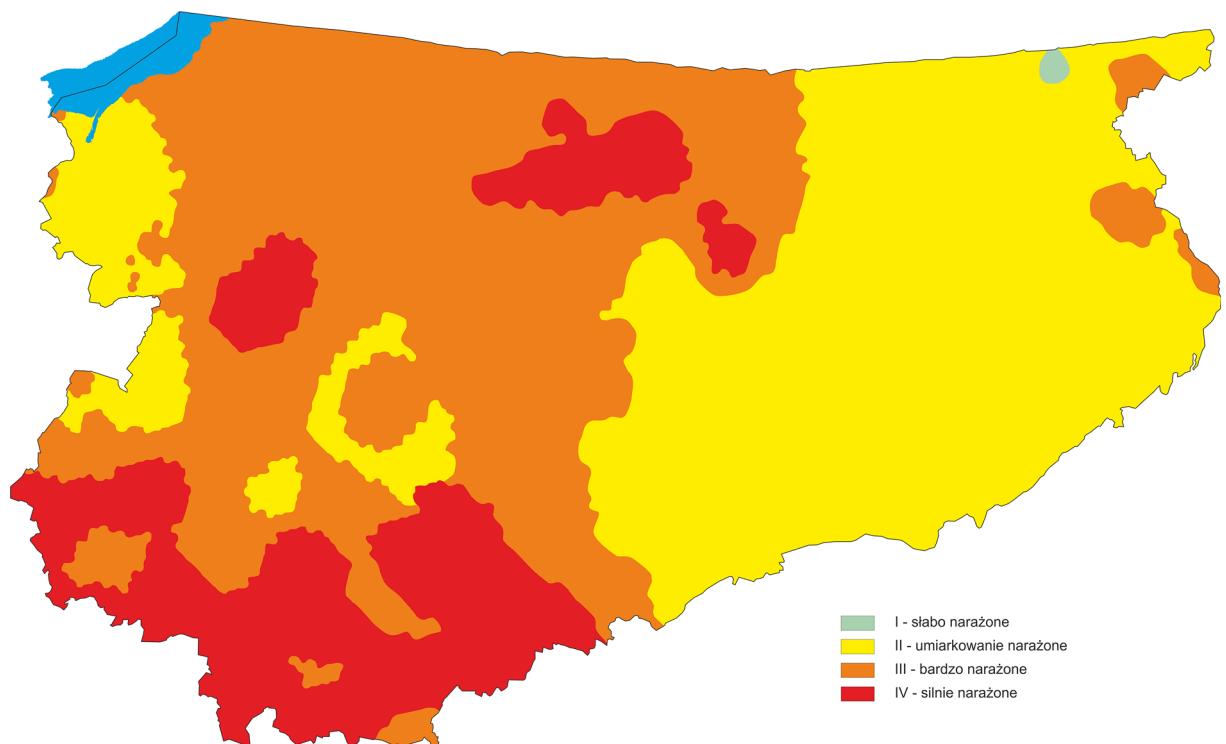 I - słabo narażone
II - umiarkowanie narażone
III - bardzo narażone
IV - silnie narażone